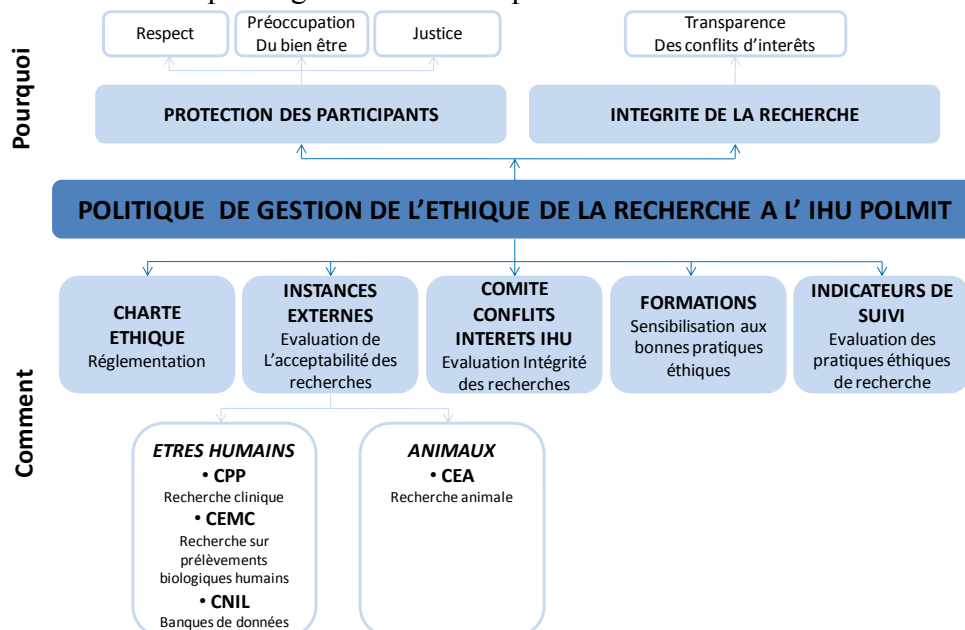 Respect
Préoccupation
Du bien être
Justice
Transparence
Des conflits d'interêts
Pourquoi
PROTECTION DES PARTICIPANTS
INTEGRITE DE LA RECHERCHE
POLITIQUE DE GESTION DE L'ETHIQUE DE LA RECHERCHE A L' IHU POLMIT
Comment
CHARTE
ETHIQUE
Réglementation
INSTANCES
EXTERNES
Evaluation de
L'acceptabilité des
recherches
COMITE
CONFLITS
INTERETS IHU
Evaluation Intégrité
des recherches
FORMATIONS
Sensibilisation aux
bonnes pratiques
éthiques
INDICATEURS DE
SUIVI
Evaluation des
pratiques éthiques
de recherche
ETRES HUMAINS
• CPP
Recherche clinique
• CEMC
Recherche sur
prélèvements
biologiques humains
• CNIL
Banques de données
ANIMAUX
• CEA
Recherche animale